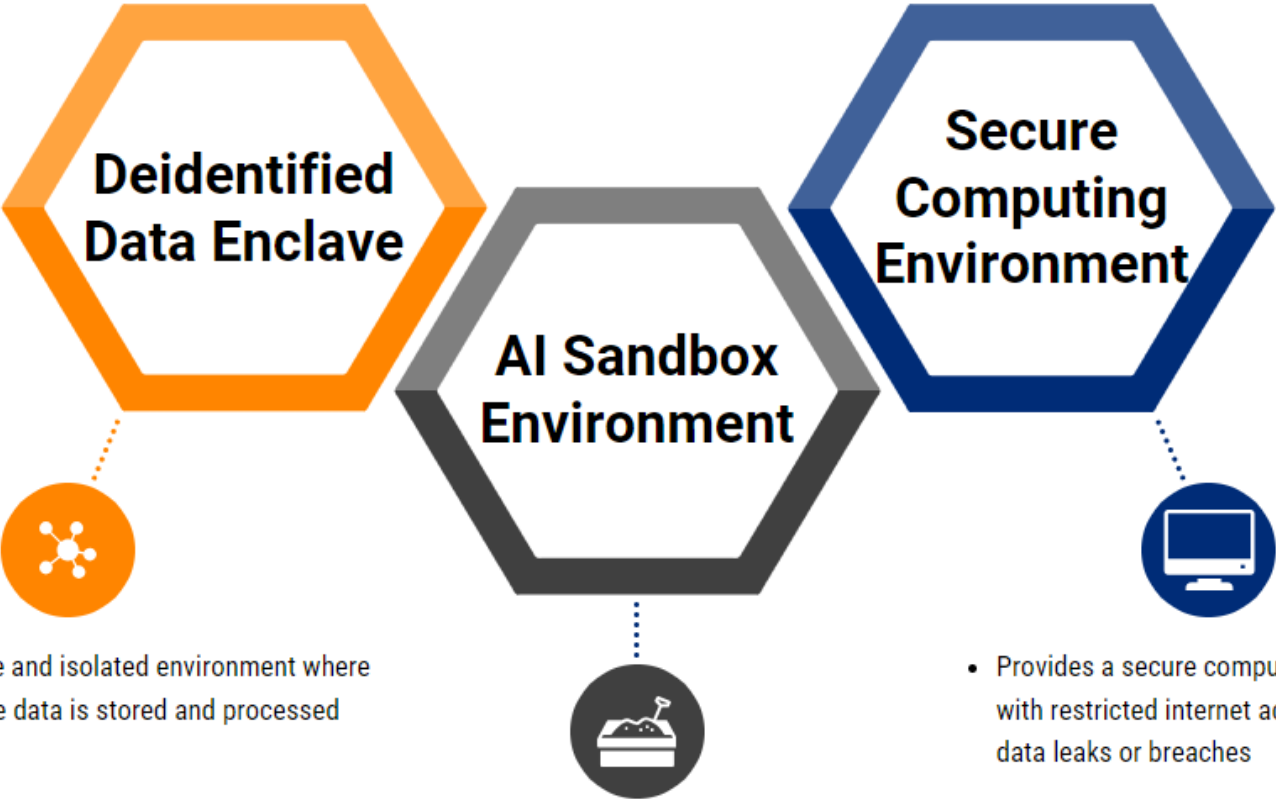 Deidentified
Data Enclave
Secure
Computing
Environment
AI Sandbox
Environment
and isolated environment where
data is stored and processed
• Provides a secure
with restricted internet
data leaks or breaches